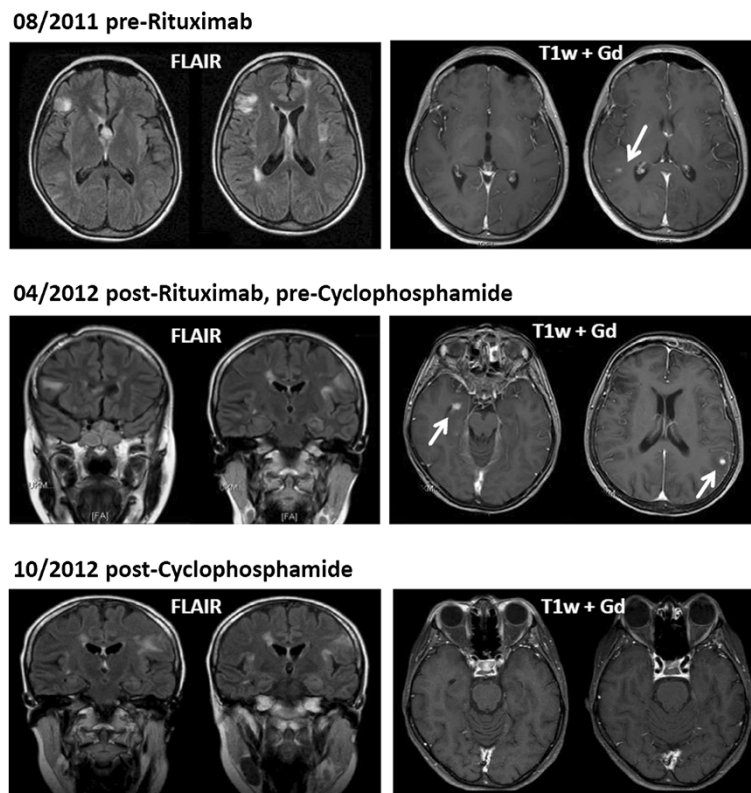 08/2011 pre-Rituximab
FLAIR
T1w + Gd
04/2012 post-Rituximab, pre-Cyclophosphamide
FLAIR
T1w + Gd
[FA]
[FA]
10/2012 post-Cyclophosphamide
FLAIR
T1w + Gd